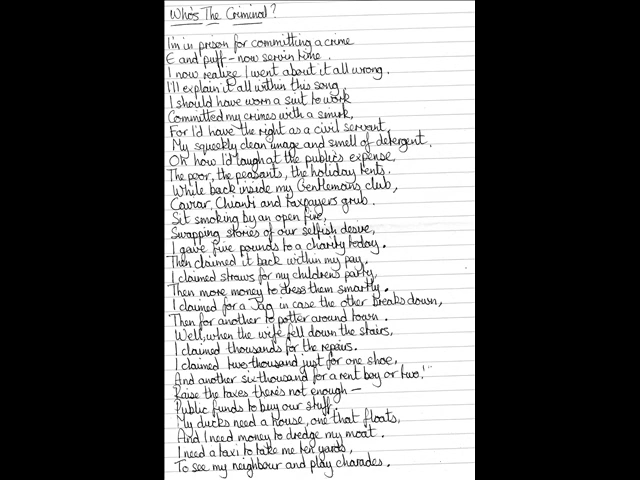 Who's The Criminal?
I'm in prison for committing a crime
E and puff - now servin time.
I now realize I went about it all wrong.
I'll explain it all within this song.
I should have worn a suit to work
Committed my crimes with a smirk,
For I'd have the right as a civil servant,
My squeekly clean image and smell of detergent.
Oh how I'd laugh at the public's expense,
The poor, the peasants, the holiday tents.
While back inside my Gentlemans club,
Caviar, Chianti and taxpayers grub.
Sit smoking by an open fire,
Swapping stories of our selfish desire,
I gave five pounds to a charity today.
Then claimed it back within my pay.
I claimed straws for my childrens party,
Then more money to dress them smartly.
I claimed for a Jag in case the other breaks down,
Then for another to potter around town.
Well, when the wife fell down the stairs,
I claimed thousands for the repairs.
I claimed two-thousand just for one shoe,
And another six-thousand for a rent boy or two!"
Raise the taxes there's not enough -
Public funds to buy our stuff.
My ducks need a house, one that floats,
And I need money to dredge my moat.
I need a taxi to take me ten yards,
To see my neighbour and play charades.